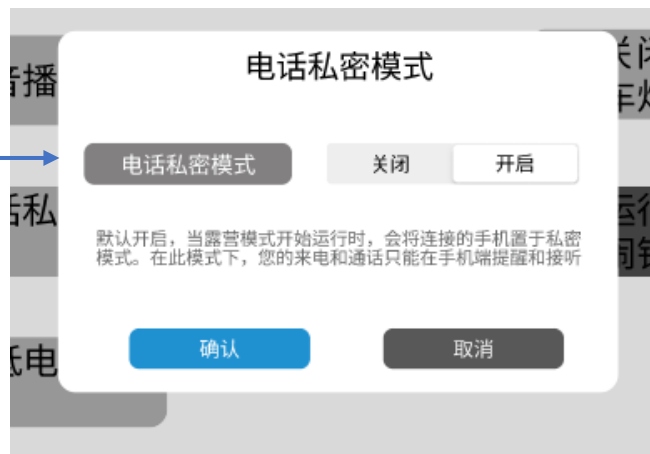 电话私密模式
电话私密模式
关闭
开启
默认开启，当露营模式开始运行时，会将连接的手机置于私密
模式。在此模式下，您的来电和通话只能在手机端提醒和接听
确认
取消
播
私
电